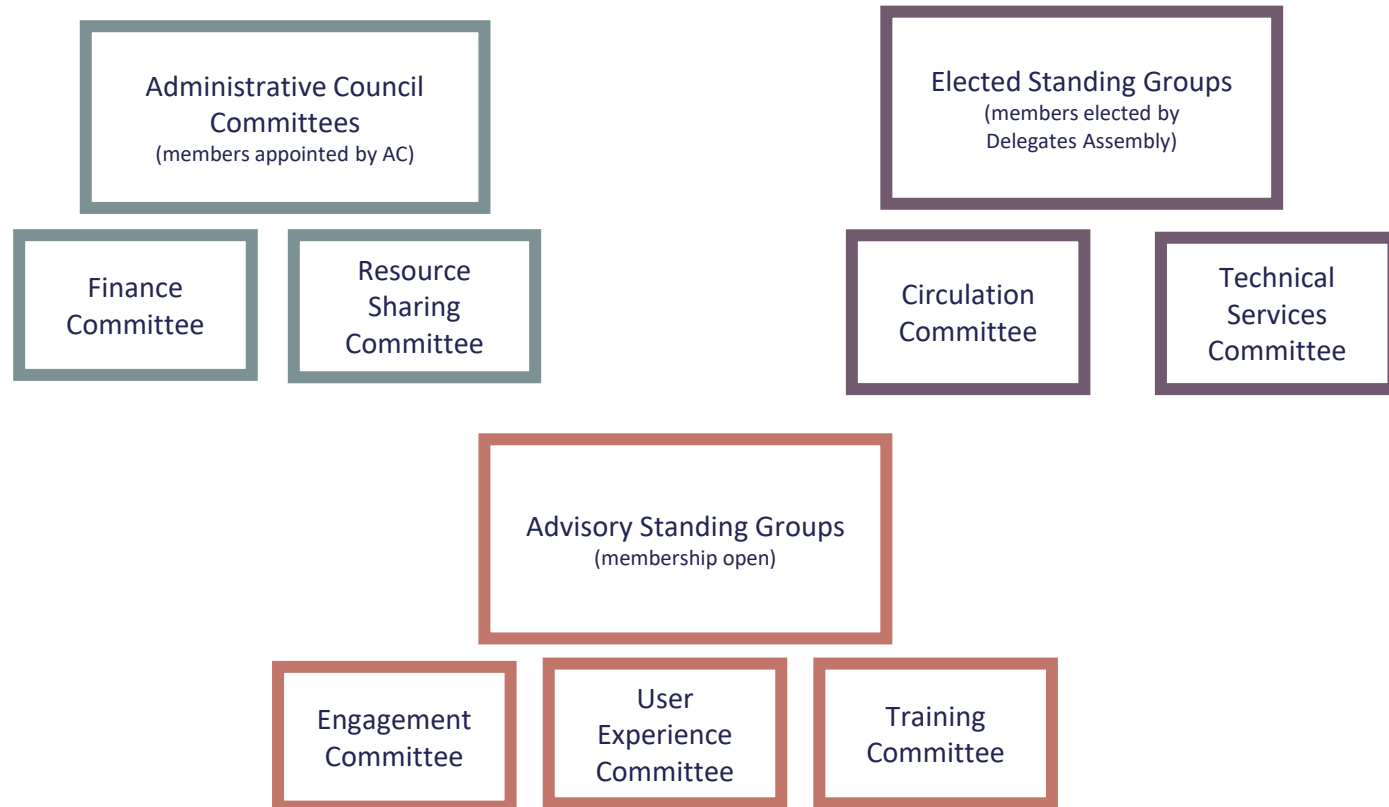 Administrative Council
Committees
(members appointed by AC)
Elected Standing Groups
(members elected by
Delegates Assembly)
Finance
Committee
Resource
Sharing
Committee
Circulation
Committee
Technical
Services
Committee
Advisory Standing Groups
(membership open)
Engagement
Committee
User
Experience
Committee
Training
Committee